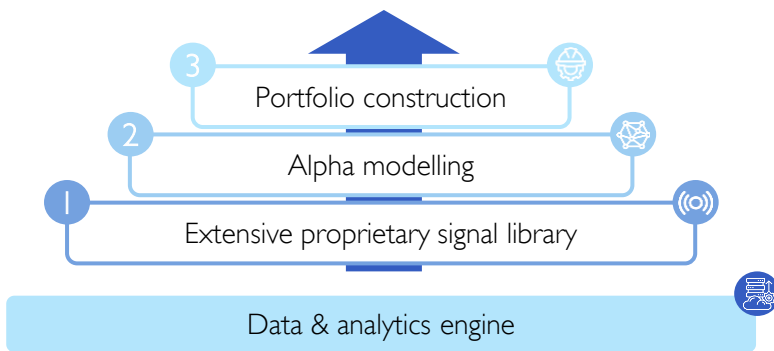 3
Portfolio construction
2
Alpha modelling
1
Extensive proprietary signal library
Data & analytics engine